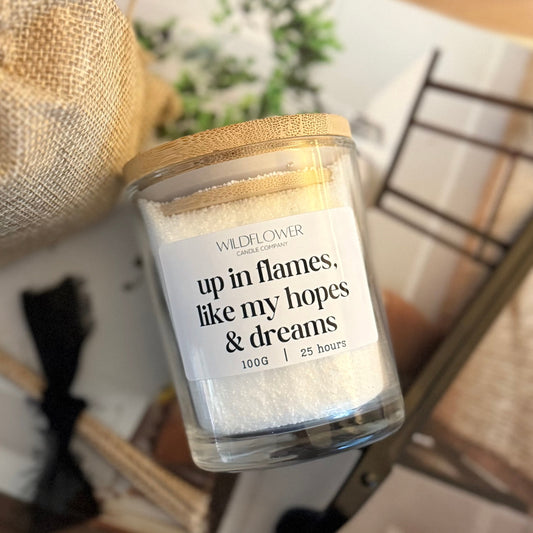 WILDFLOWER
CANDLE COMPANY
up in flames,
like my hopes
& dreams
100G | 25 hours